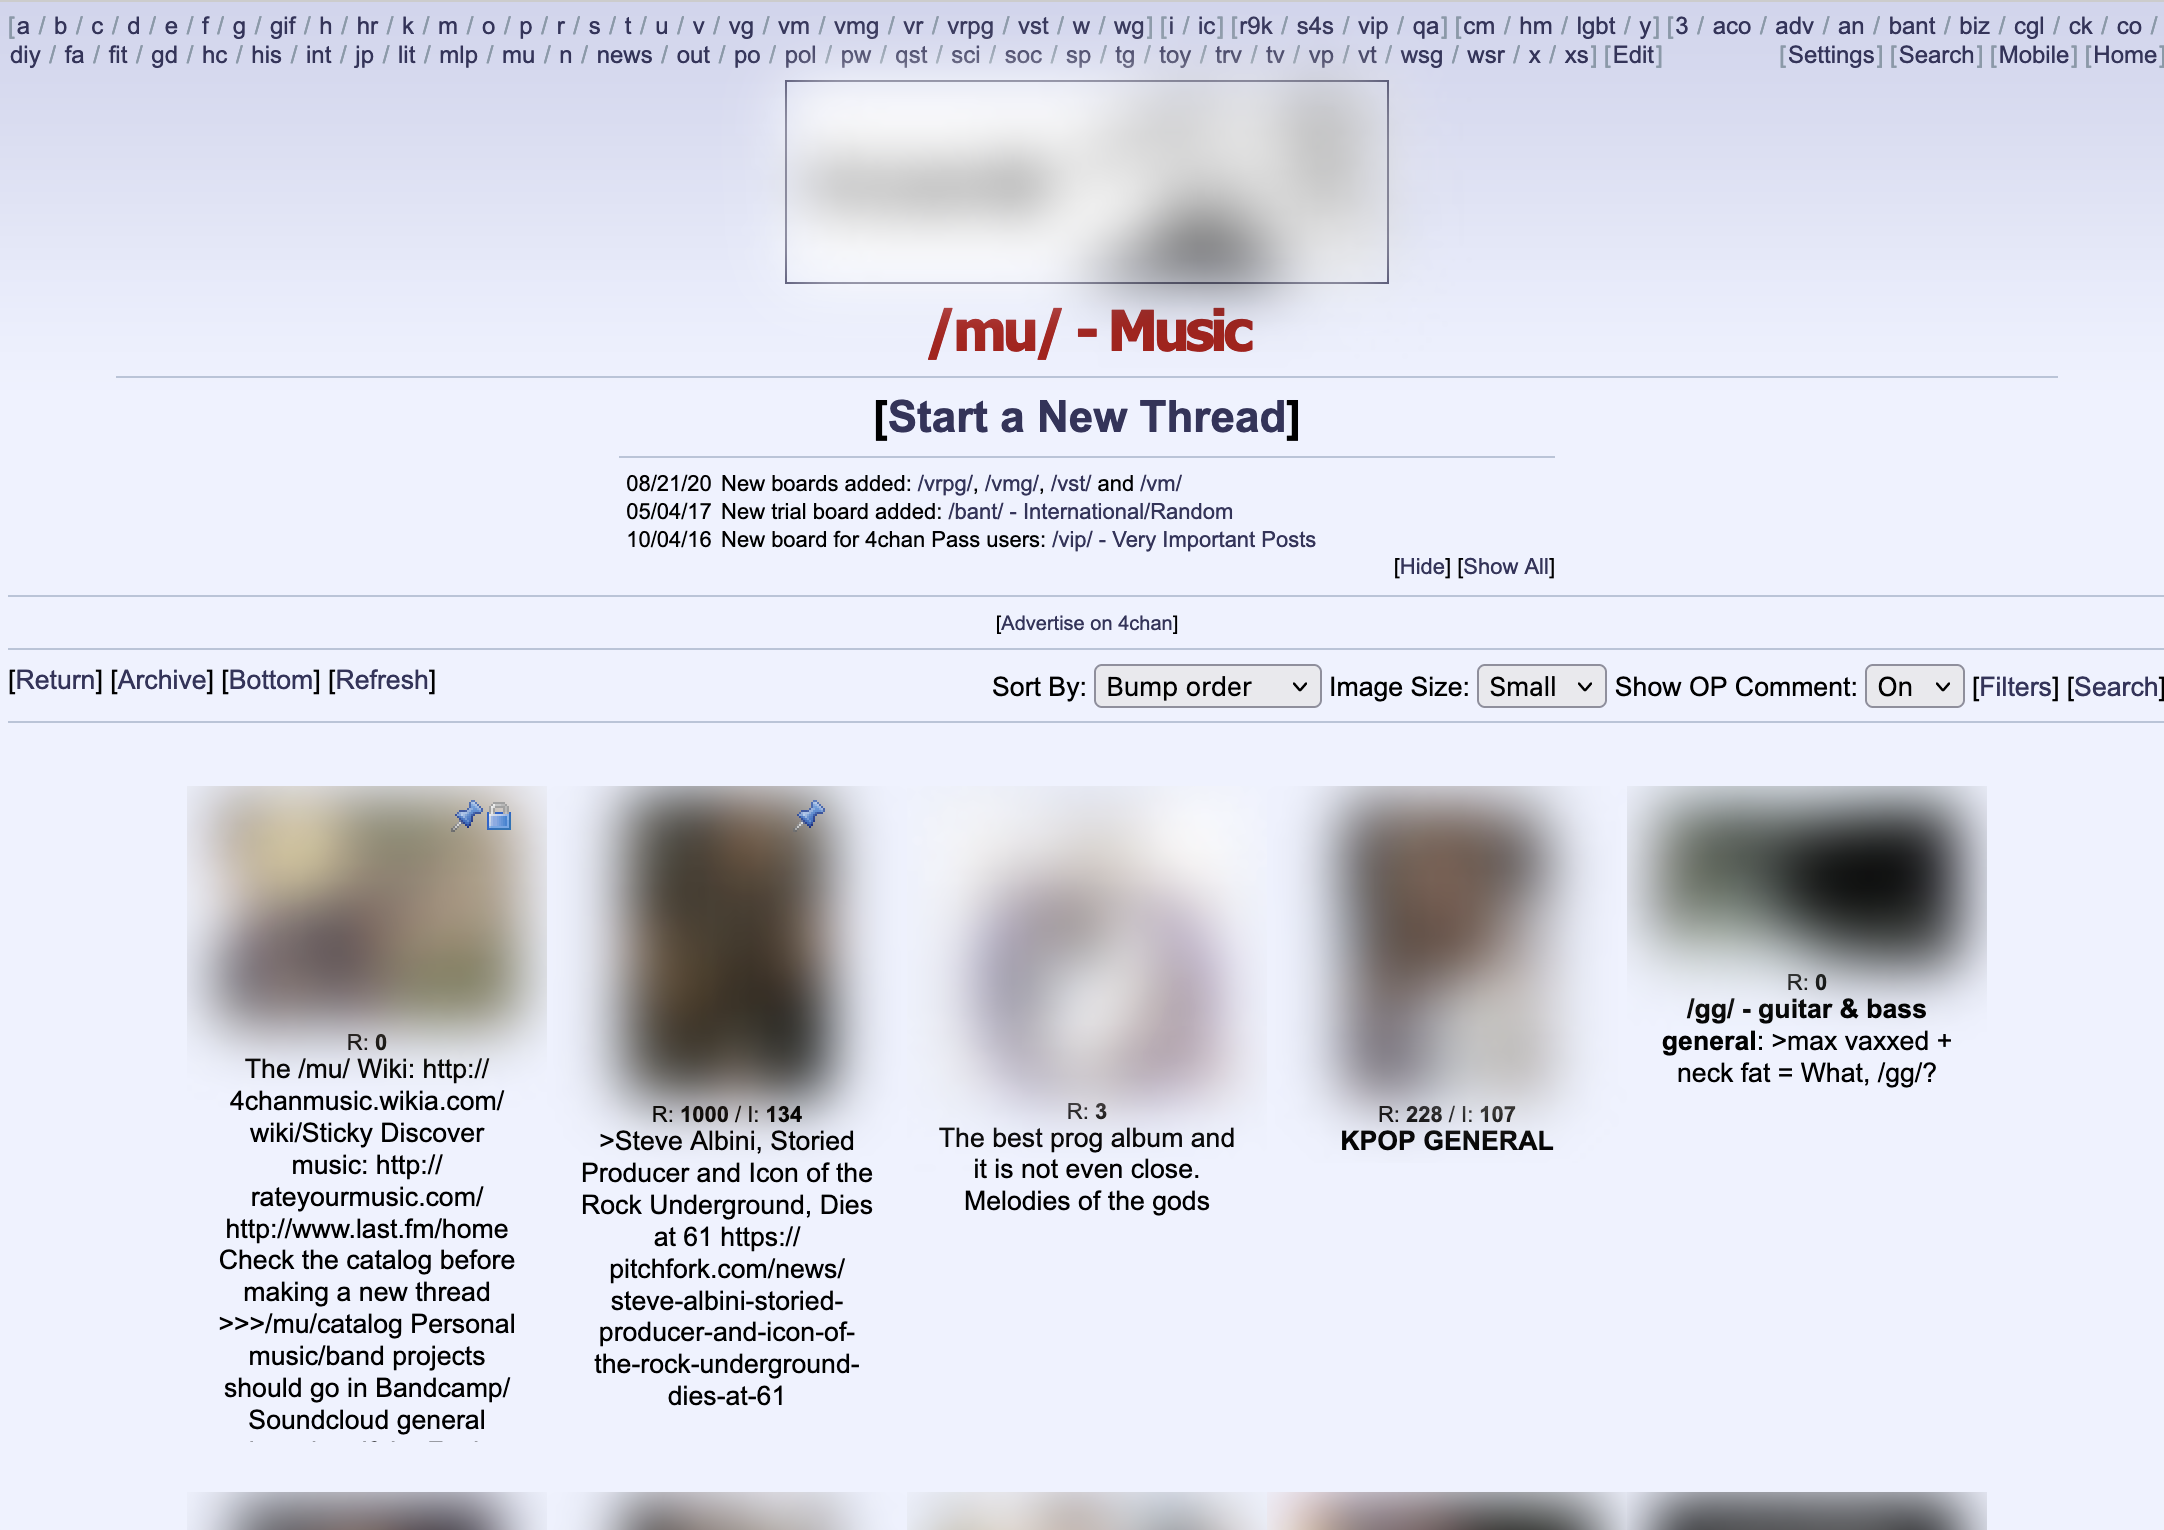 [a / b / c / d / e / f / g / gif / h / hr / k / m / o / p / r / s / t / u / v / vg / vm / vmg / vr / vrpg / vst / w / wg] [i / ic] [r9k / s4s / vip / qa] [cm / hm / lgbt / y] [3 / aco / adv / an / bant / biz / cgl / ck / co /
diy / fa / fit / gd / hc / his / int / jp / lit / mlp / mu / n / news / out / po / pol / pw / qst / sci / soc / sp / tg / toy / trv / tv / vp / vt / wsg / wsr / x / xs] [Edit] [Settings] [Search] [Mobile] [Home]
/mu/ - Music
[Start a New Thread]
08/21/20 New boards added: /vrpg/, /vmg/, /vst/ and /vm/
05/04/17 New trial board added: /bant/ - International/Random
10/04/16 New board for 4chan Pass users: /vip/ - Very Important Posts
[Hide] [Show All]
[Advertise on 4chan]
[Return] [Archive] [Bottom] [Refresh] Sort By: Bump order Image Size: Small Show OP Comment: On [Filters] [Search]
R: 0
The /mu/ Wiki: http://
4chanmusic.wikia.com/
wiki/Sticky Discover
music: http://
rateyourmusic.com/
http://www.last.fm/home
Check the catalog before
making a new thread
>>>/mu/catalog Personal
music/band projects
should go in Bandcamp/
Soundcloud general
R: 1000 / I: 134
>Steve Albini, Storied
Producer and Icon of the
Rock Underground, Dies
at 61 https://
pitchfork.com/news/
steve-albini-storied-
producer-and-icon-of-
the-rock-underground-
dies-at-61
R: 3
The best prog album and
it is not even close.
Melodies of the gods
R: 228 / I: 107
KPOP GENERAL
R: 0
/gg/ - guitar & bass
general: >max vaxxed +
neck fat = What, /gg/?